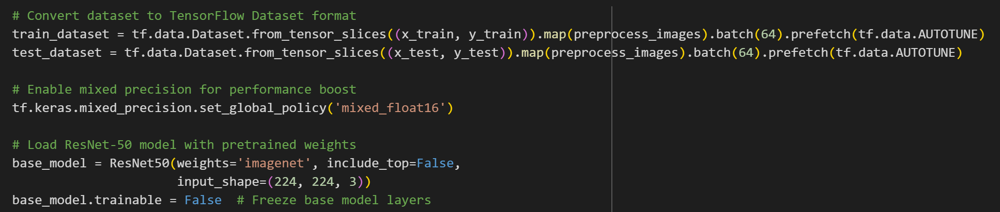 # Convert dataset to TensorFlow Dataset format
train_dataset = tf.data.Dataset.from_tensor_slices((x_train, y_train)).map(preprocess_images).batch(64).prefetch(tf.data.AUTOTUNE)
test_dataset = tf.data.Dataset.from_tensor_slices((x_test, y_test)).map(preprocess_images).batch(64).prefetch(tf.data.AUTOTUNE)

# Enable mixed precision for performance boost
tf.keras.mixed_precision.set_global_policy('mixed_float16')

# Load ResNet-50 model with pretrained weights
base_model = ResNet50(weights='imagenet', include_top=False,
                      input_shape=(224, 224, 3))
base_model.trainable = False  # Freeze base model layers